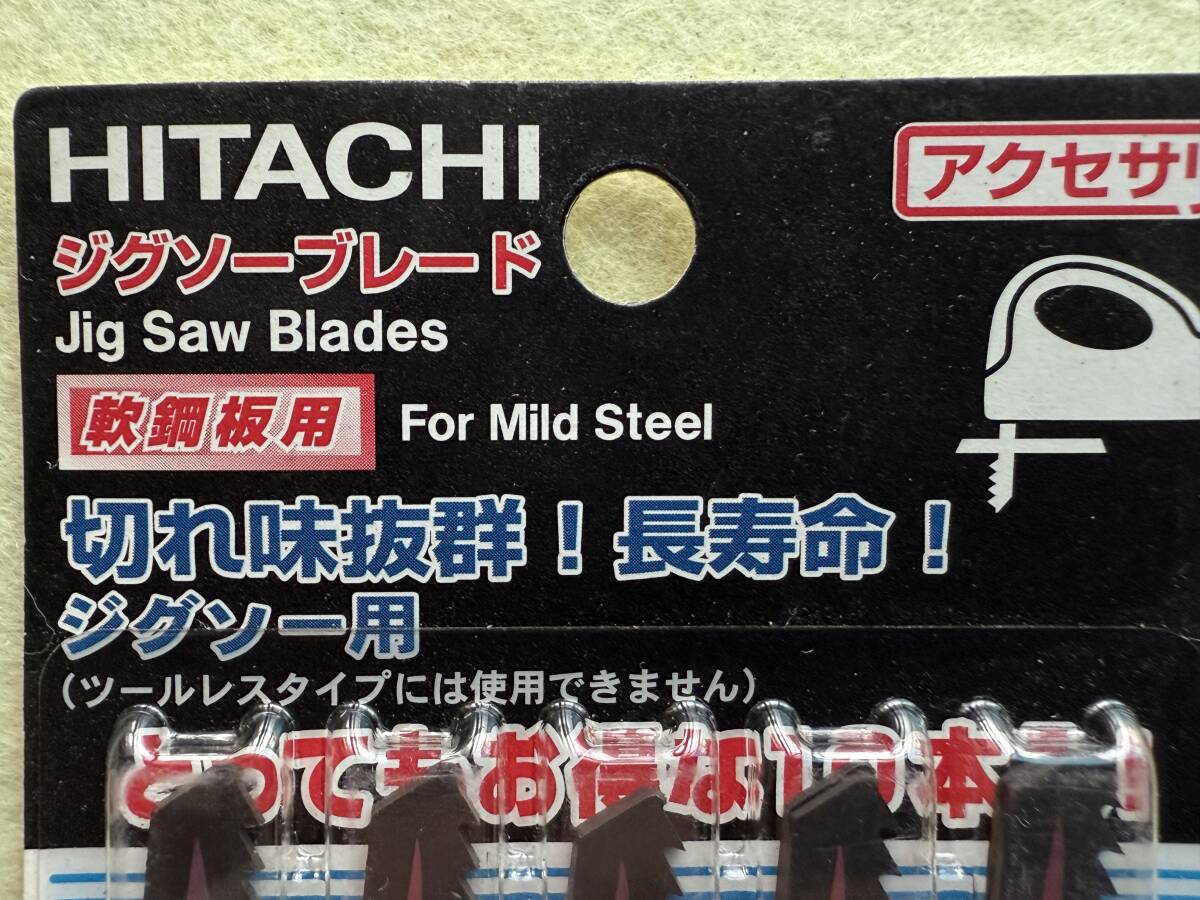 HITACHI
アクセサリ
ジグソーブレード
Jig Saw Blades
軟鋼板用
For Mild Steel
切れ味抜群！長寿命！
ジグソー用
（ツールレスタイプには使用できません）
とってもお得な10本